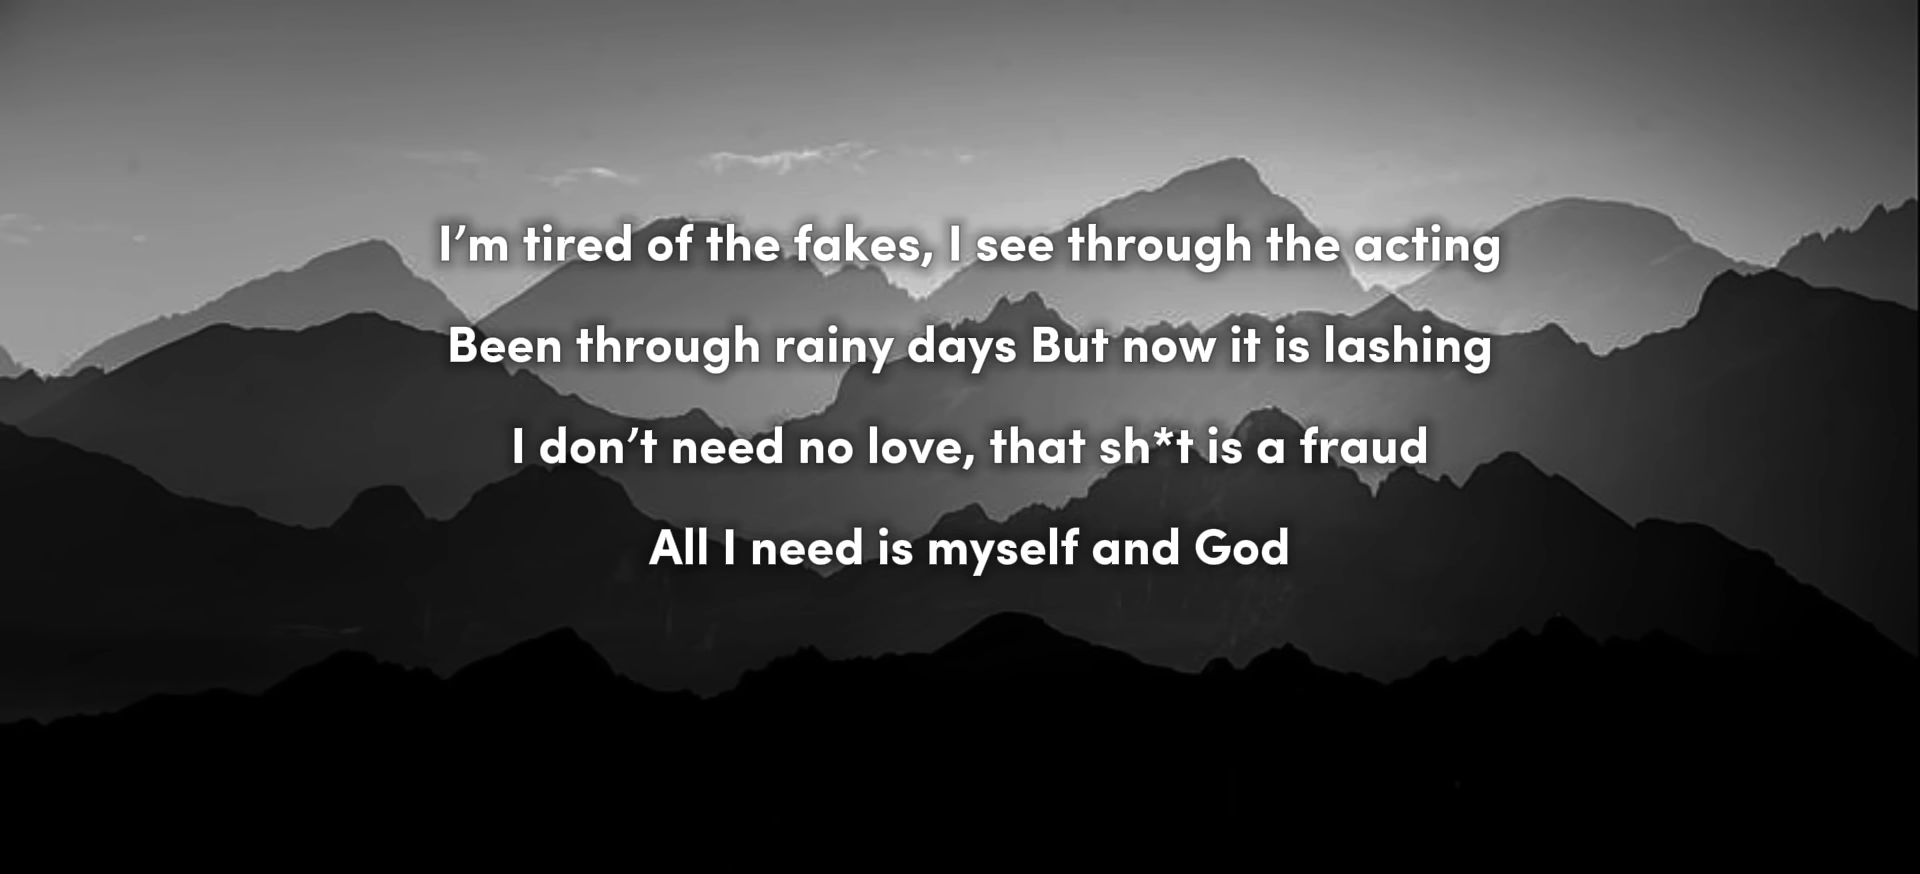 I’m tired of the fakes, I see through the acting
Been through rainy days But now it is lashing
I don’t need no love, that sh*t is a fraud
All I need is myself and God